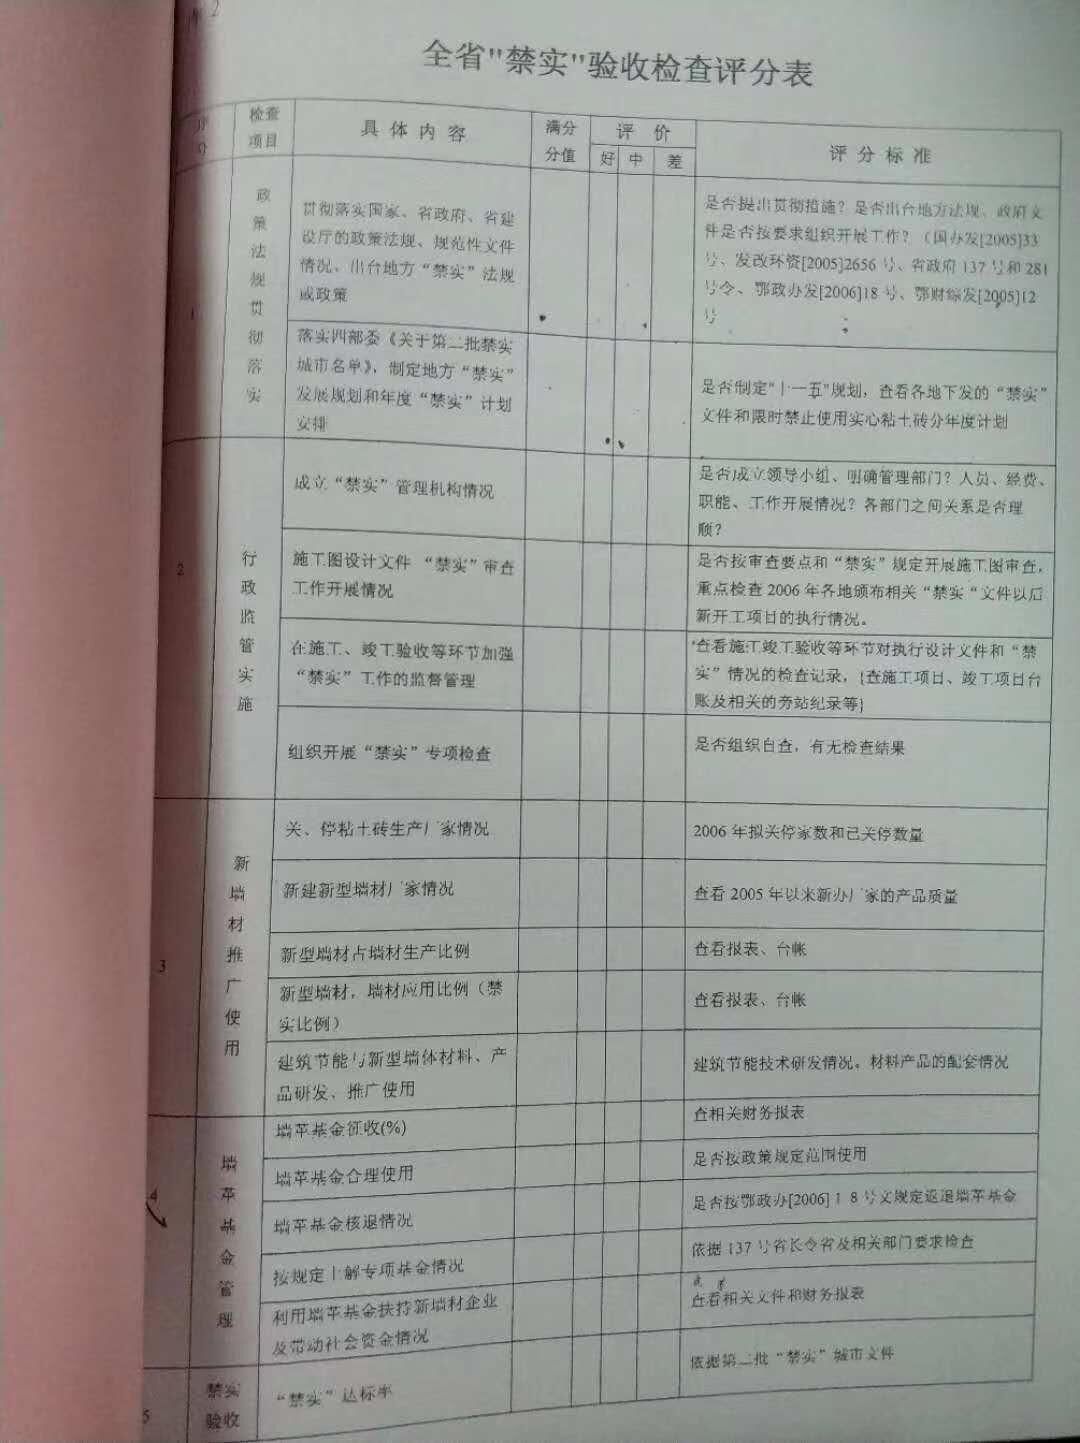 2
全省"禁实"验收检查评分表
检查
项目
具体内容
满分
分值
评价
好 中 差
评分标准
1
政策法规贯彻落实
贯彻落实国家、省政府、省建
设厅的政策法规、规范性文件
情况、出台地方“禁实”法规
或政策
是否提出贯彻措施？是否出台地方法规、政府文
件是否按要求组织开展工作？（国办发[2005]33
号、发改环资[2005]2656 号、省政府 137 号和 281
号令、鄂政办发[2006]18 号、鄂财综发[2005]12
号
落实四部委《关于第二批禁实
城市名单》，制定地方“禁实”
发展规划和年度“禁实”计划
安排
是否制定"十一五"规划，查看各地下发的“禁实”
文件和限时禁止使用实心粘土砖分年度计划
2
行政监管实施
成立“禁实”管理机构情况
是否成立领导小组、明确管理部门？人员、经费、
职能、工作开展情况？各部门之间关系是否理
顺？
施工图设计文件 “禁实”审查
工作开展情况
是否按审查要点和“禁实”规定开展施工图审查，
重点检查 2006 年各地颁布相关“禁实“文件以后
新开工项目的执行情况。
在施工、竣工验收等环节加强
“禁实”工作的监督管理
查看施工竣工验收等环节对执行设计文件和“禁
实”情况的检查记录，{查施工项目、竣工项目台
账及相关的旁站纪录等}
组织开展“禁实”专项检查
是否组织自查，有无检查结果
3
新墙材推广使用
关、停粘土砖生产厂家情况
2006 年拟关停家数和已关停数量
新建新型墙材厂家情况
查看 2005 年以来新办厂家的产品质量
新型墙材占墙材生产比例
查看报表、台帐
新型墙材，墙材应用比例（禁
实比例）
查看报表、台帐
建筑节能与新型墙体材料、产
品研发、推广使用
建筑节能技术研发情况。材料产品的配套情况
4
墙革基金管理
墙革基金征收(%)
查相关财务报表
墙革基金合理使用
是否按政策规定范围使用
墙革基金核退情况
是否按鄂政办[2006]１８号文规定返退墙革基金
按规定上解专项基金情况
依据 137 号省长令省及相关部门要求检查
利用墙革基金扶持新墙材企业
及带动社会资金情况
查看相关文件和财务报表
5
禁实
验收
“禁实”达标率
依据第二批“禁实”城市文件